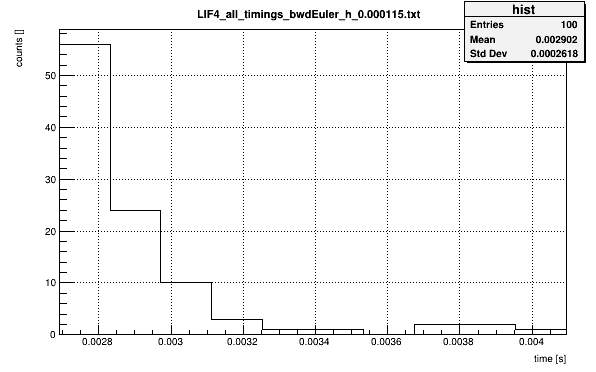 LIF4_all_timings_bwdEuler_h_0.000115.txt
hist
Entries 100
Mean 0.002902
Std Dev 0.0002618
counts []
50
40
30
20
10
0
0.0028 0.003 0.0032 0.0034 0.0036 0.0038 0.004
time [s]